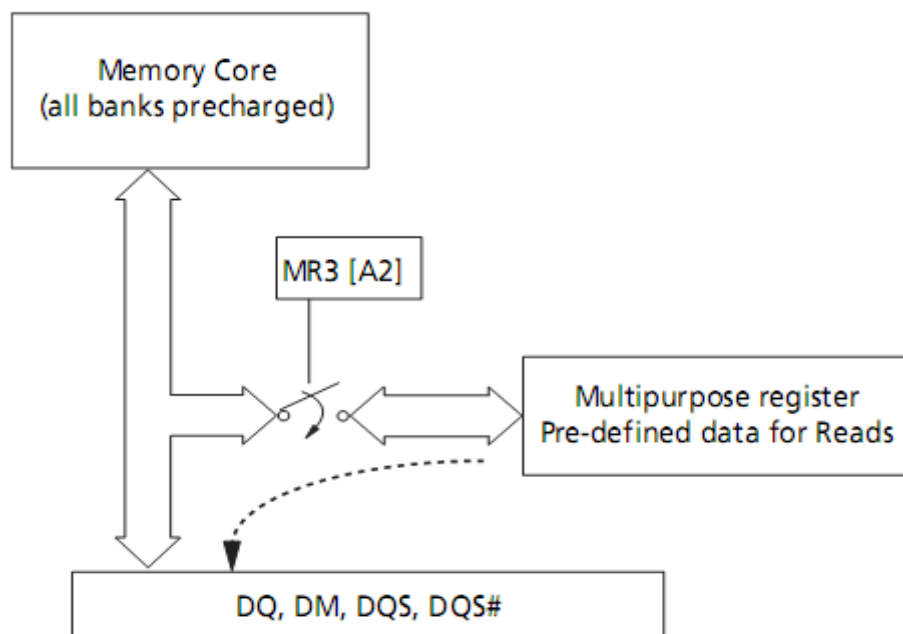 Memory Core
(all banks precharged)
MR3 [A2]
Multipurpose register
Pre-defined data for Reads
DQ, DM, DQS, DQS#